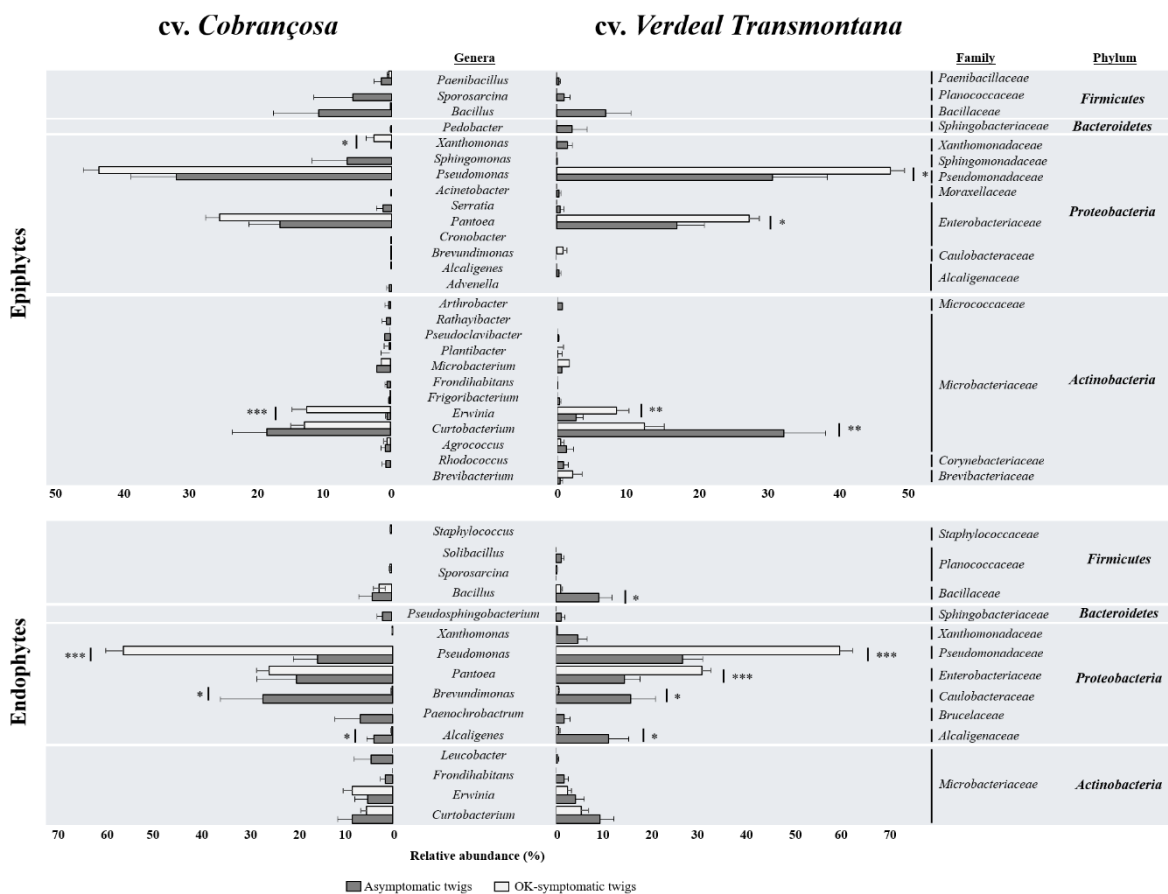 cv. Cobrançosa cv. Verdeal Transmontana
Genera Family Phylum
Epiphytes
Paenibacillus Paenibacillaceae
Sporosarcina Planococcaceae Firmicutes
Bacillus Bacillaceae
Pedobacter Sphingobacteriaceae Bacteroidetes
* Xanthomonas Xanthomonadaceae
Sphingomonas Sphingomonadaceae
Pseudomonas * Pseudomonadaceae
Acinetobacter Moraxellaceae
Serratia
Pantoea * Enterobacteriaceae Proteobacteria
Cronobacter
Brevundimonas Caulobacteraceae
Alcaligenes Alcaligenaceae
Advenella
Arthrobacter Micrococcaceae
Rathayibacter
Pseudoclavibacter
Plantibacter
Microbacterium
Frondihabitans Microbacteriaceae Actinobacteria
Frigoribacterium
*** Erwinia **
Curtobacterium **
Agrococcus
Rhodococcus Corynebacteriaceae
Brevibacterium Brevibacteriaceae
50 40 30 20 10 0 0 10 20 30 40 50
Endophytes
Staphylococcus Staphylococcaceae
Solibacillus Planococcaceae Firmicutes
Sporosarcina
Bacillus * Bacillaceae
Pseudosphingobacterium Sphingobacteriaceae Bacteroidetes
Xanthomonas Xanthomonadaceae
*** Pseudomonas *** Pseudomonadaceae
Pantoea *** Enterobacteriaceae Proteobacteria
* Brevundimonas * Caulobacteraceae
Paenochrobactrum Brucelaceae
* Alcaligenes * Alcaligenaceae
Leucobacter
Frondihabitans Microbacteriaceae Actinobacteria
Erwinia
Curtobacterium
70 60 50 40 30 20 10 0 0 10 20 30 40 50 60 70
Relative abundance (%)
Asymptomatic twigs OK-symptomatic twigs